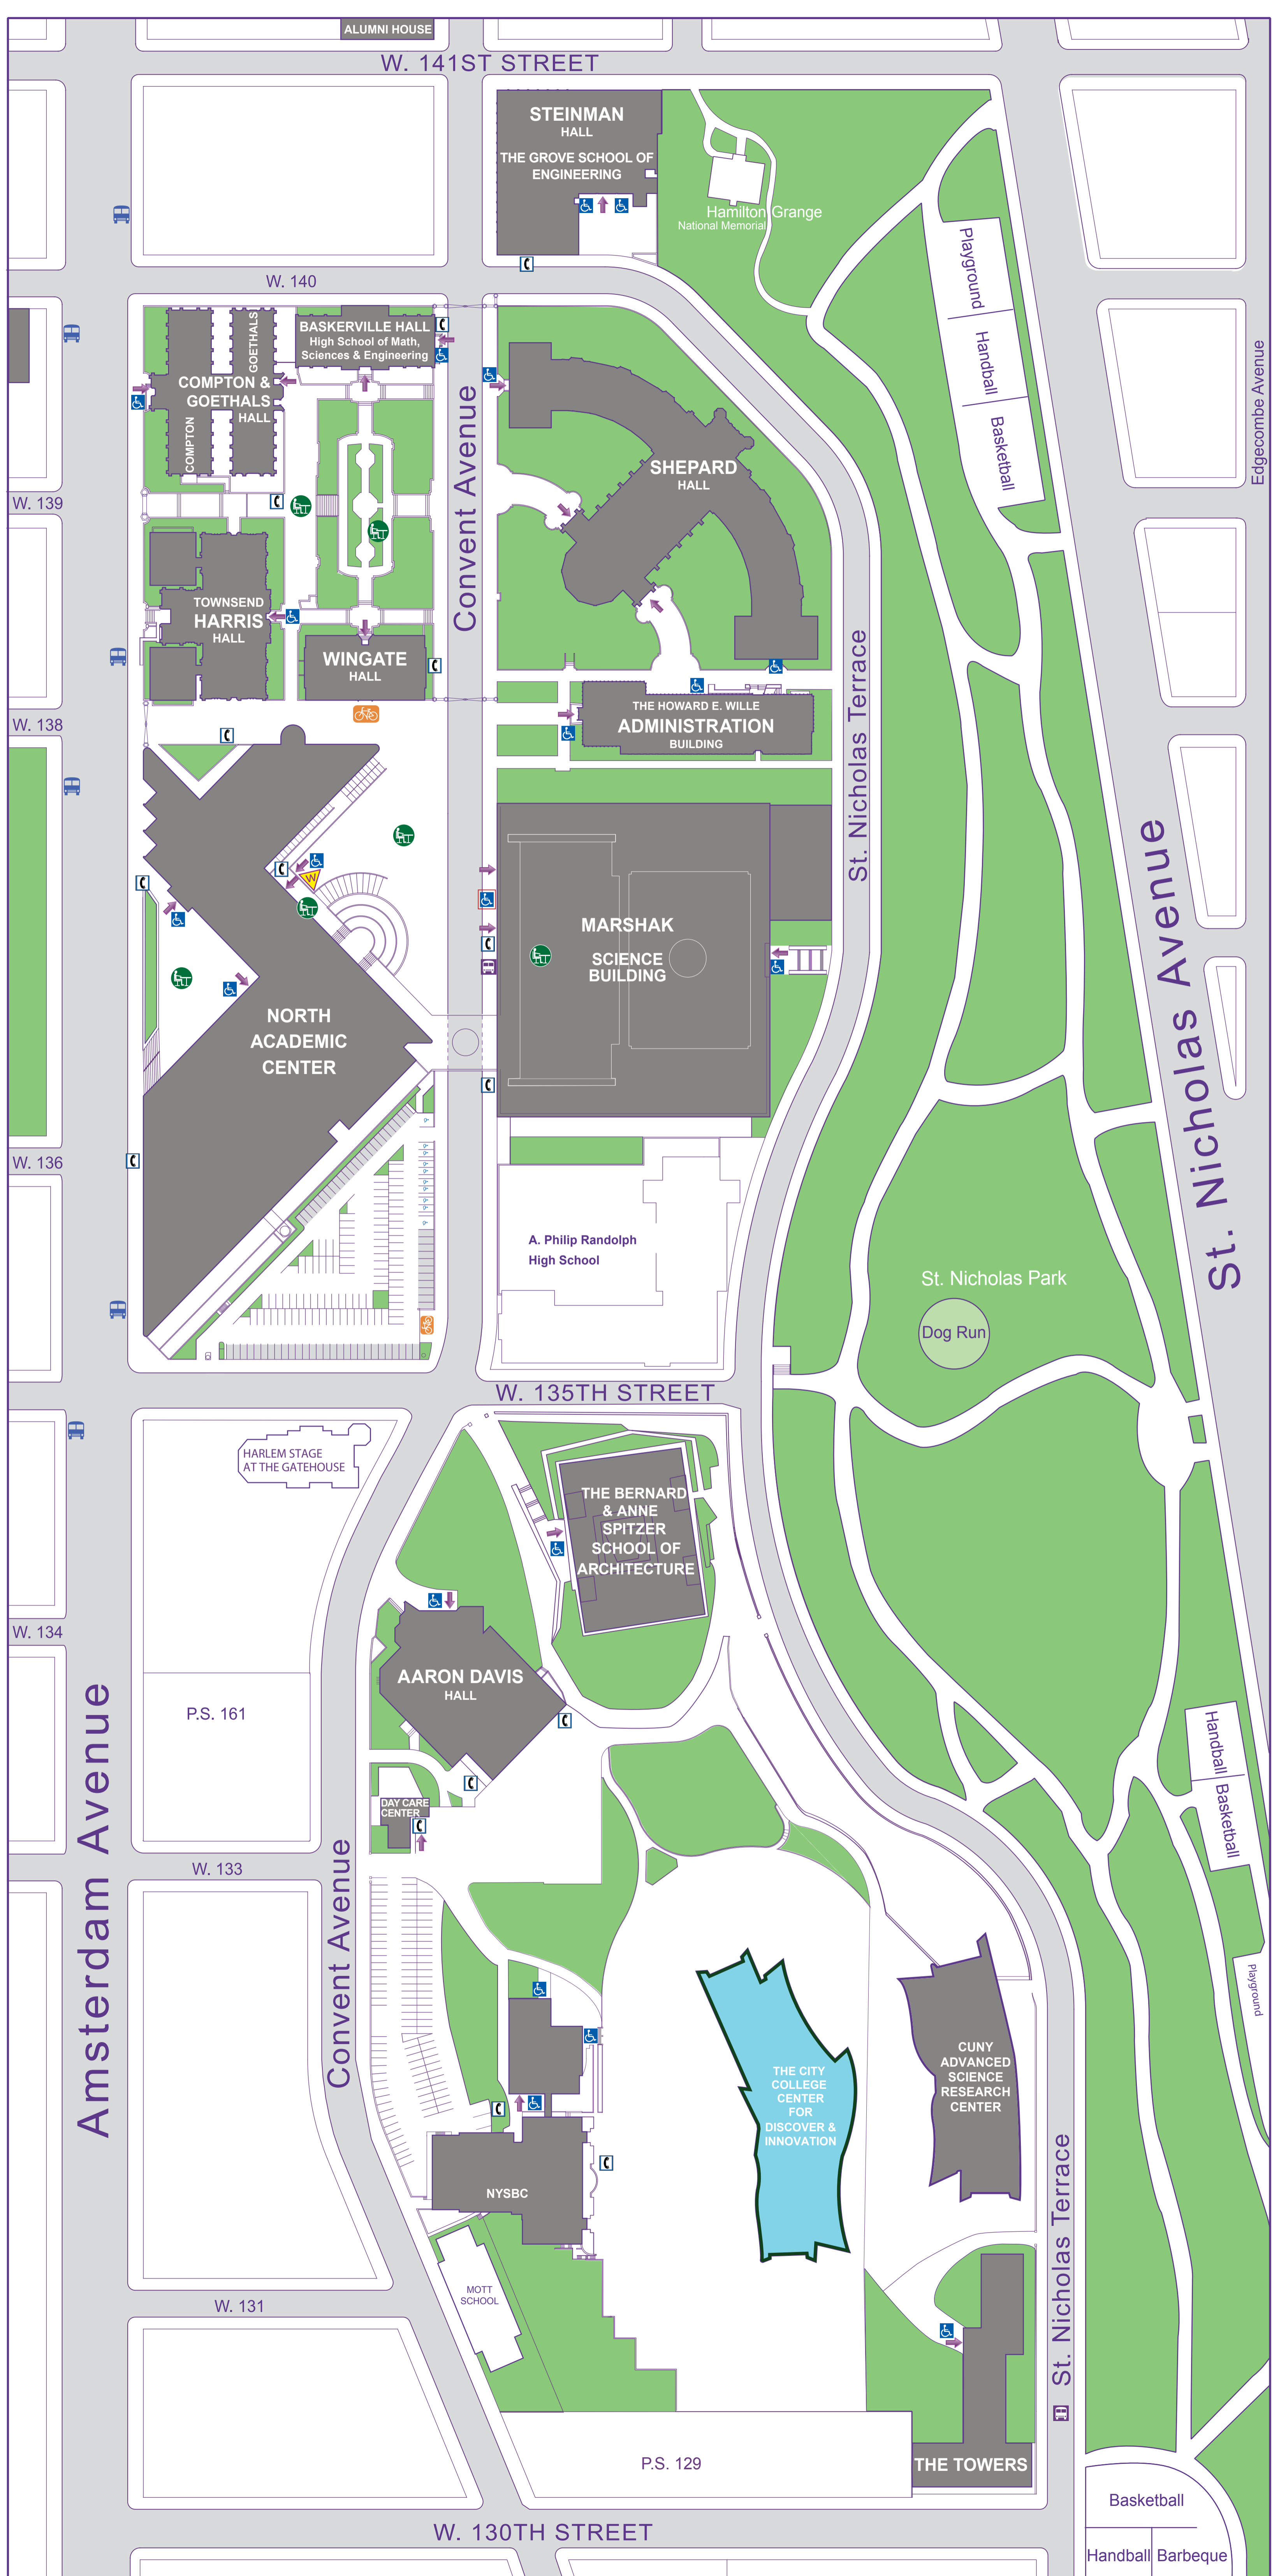 ALUMNI HOUSE
W. 141ST STREET
STEINMAN
HALL
THE GROVE SCHOOL OF
ENGINEERING
Hamilton Grange
National Memorial
Playground
Handball
Basketball
W. 140
BASKERVILLE HALL
High School of Math,
Sciences & Engineering
GOETHALS
COMPTON &
GOETHALS
HALL
COMPTON
Convent Avenue
SHEPARD
HALL
Edgecombe Avenue
W. 139
TOWNSEND
HARRIS
HALL
WINGATE
HALL
THE HOWARD E. WILLE
ADMINISTRATION
BUILDING
W. 138
St. Nicholas Terrace
St. Nicholas Avenue
W
MARSHAK
SCIENCE
BUILDING
NORTH
ACADEMIC
CENTER
W. 136
A. Philip Randolph
High School
St. Nicholas Park
Dog Run
W. 135TH STREET
HARLEM STAGE
AT THE GATEHOUSE
THE BERNARD
& ANNE
SPITZER
SCHOOL OF
ARCHITECTURE
W. 134
AARON DAVIS
HALL
P.S. 161
Handball
Basketball
DAY CARE
CENTER
W. 133
Amsterdam Avenue
Convent Avenue
Playground
THE CITY
COLLEGE
CENTER
FOR
DISCOVER &
INNOVATION
CUNY
ADVANCED
SCIENCE
RESEARCH
CENTER
NYSBC
St. Nicholas Terrace
MOTT
SCHOOL
W. 131
P.S. 129
THE TOWERS
Basketball
W. 130TH STREET
Handball
Barbeque